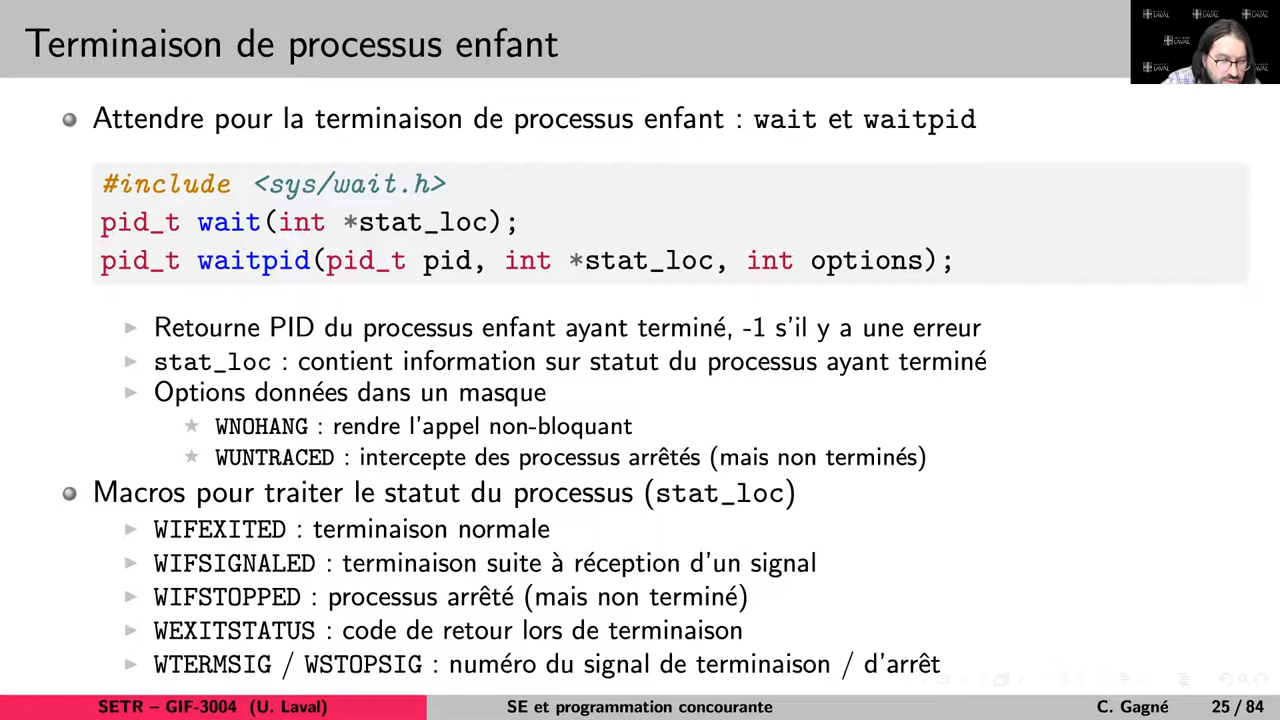 Terminaison de processus enfant
Attendre pour la terminaison de processus enfant : wait et waitpid
#include <sys/wait.h>
pid_t wait(int *stat_loc);
pid_t waitpid(pid_t pid, int *stat_loc, int options);
Retourne PID du processus enfant ayant terminé, -1 s'il y a une erreur
stat_loc : contient information sur statut du processus ayant terminé
Options données dans un masque
WNOHANG : rendre l'appel non-bloquant
WUNTRACED : intercepte des processus arrêtés (mais non terminés)
Macros pour traiter le statut du processus (stat_loc)
WIFEXITED : terminaison normale
WIFSIGNALED : terminaison suite à réception d'un signal
WIFSTOPPED : processus arrêté (mais non terminé)
WEXITSTATUS : code de retour lors de terminaison
WTERMSIG / WSTOPSIG : numéro du signal de terminaison / d'arrêt
SETR – GIF-3004 (U. Laval) SE et programmation concourante C. Gagné 25 / 84